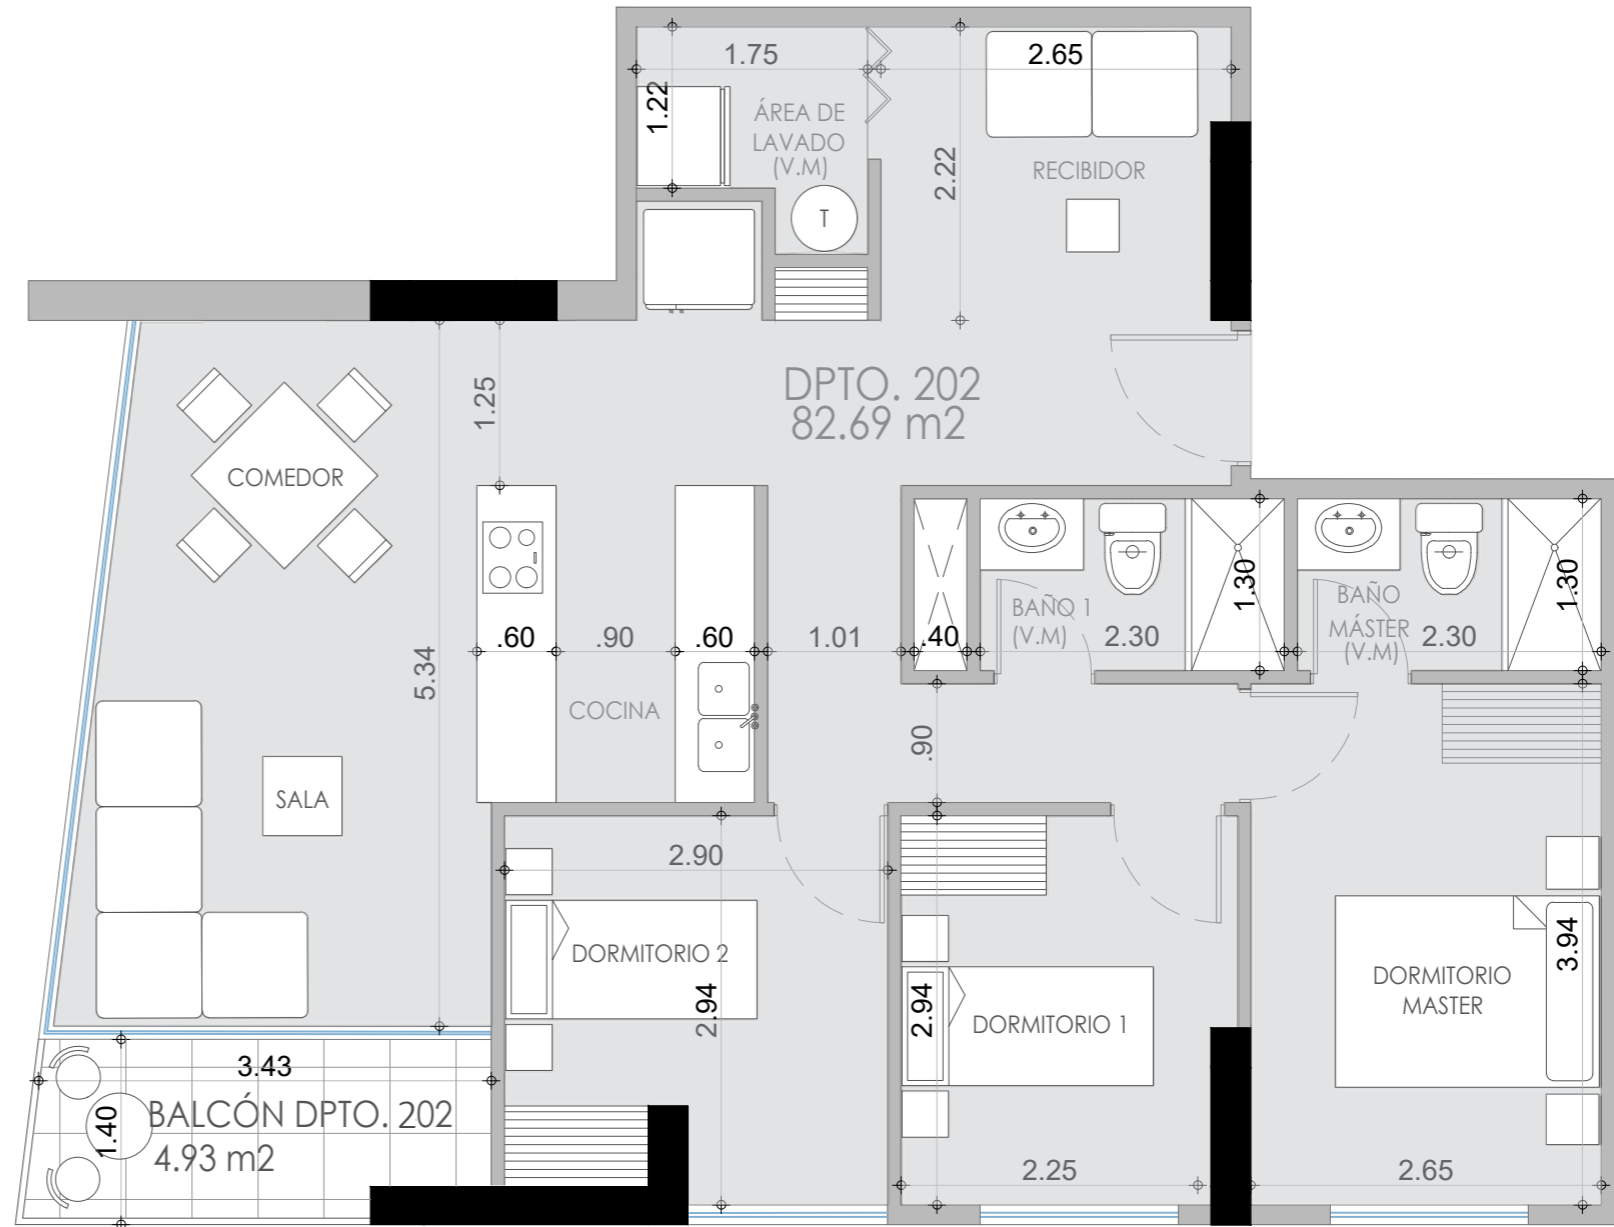 1.75
2.65
1.22
ÁREA DE
LAVADO
(V.M)
2.22
RECIBIDOR
T
1.25
DPTO. 202
82.69 m2
COMEDOR
5.34
.60
.90
.60
1.01
.40
BAÑO 1
(V.M)
2.30
1.30
BAÑO
MÁSTER
(V.M)
2.30
1.30
COCINA
.90
SALA
2.90
DORMITORIO 2
2.94
2.94
DORMITORIO 1
DORMITORIO
MASTER
3.94
3.43
BALCÓN DPTO. 202
4.93 m2
1.40
2.25
2.65